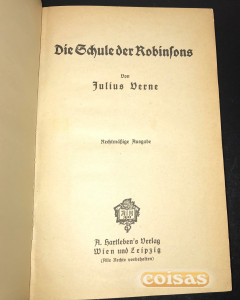 Die Schule der Robinsons
Von
Julius Verne
Rechtmäßige Ausgabe
A. Hartleben's Verlag
Wien und Leipzig
(Alle Rechte vorbehalten)
coisas